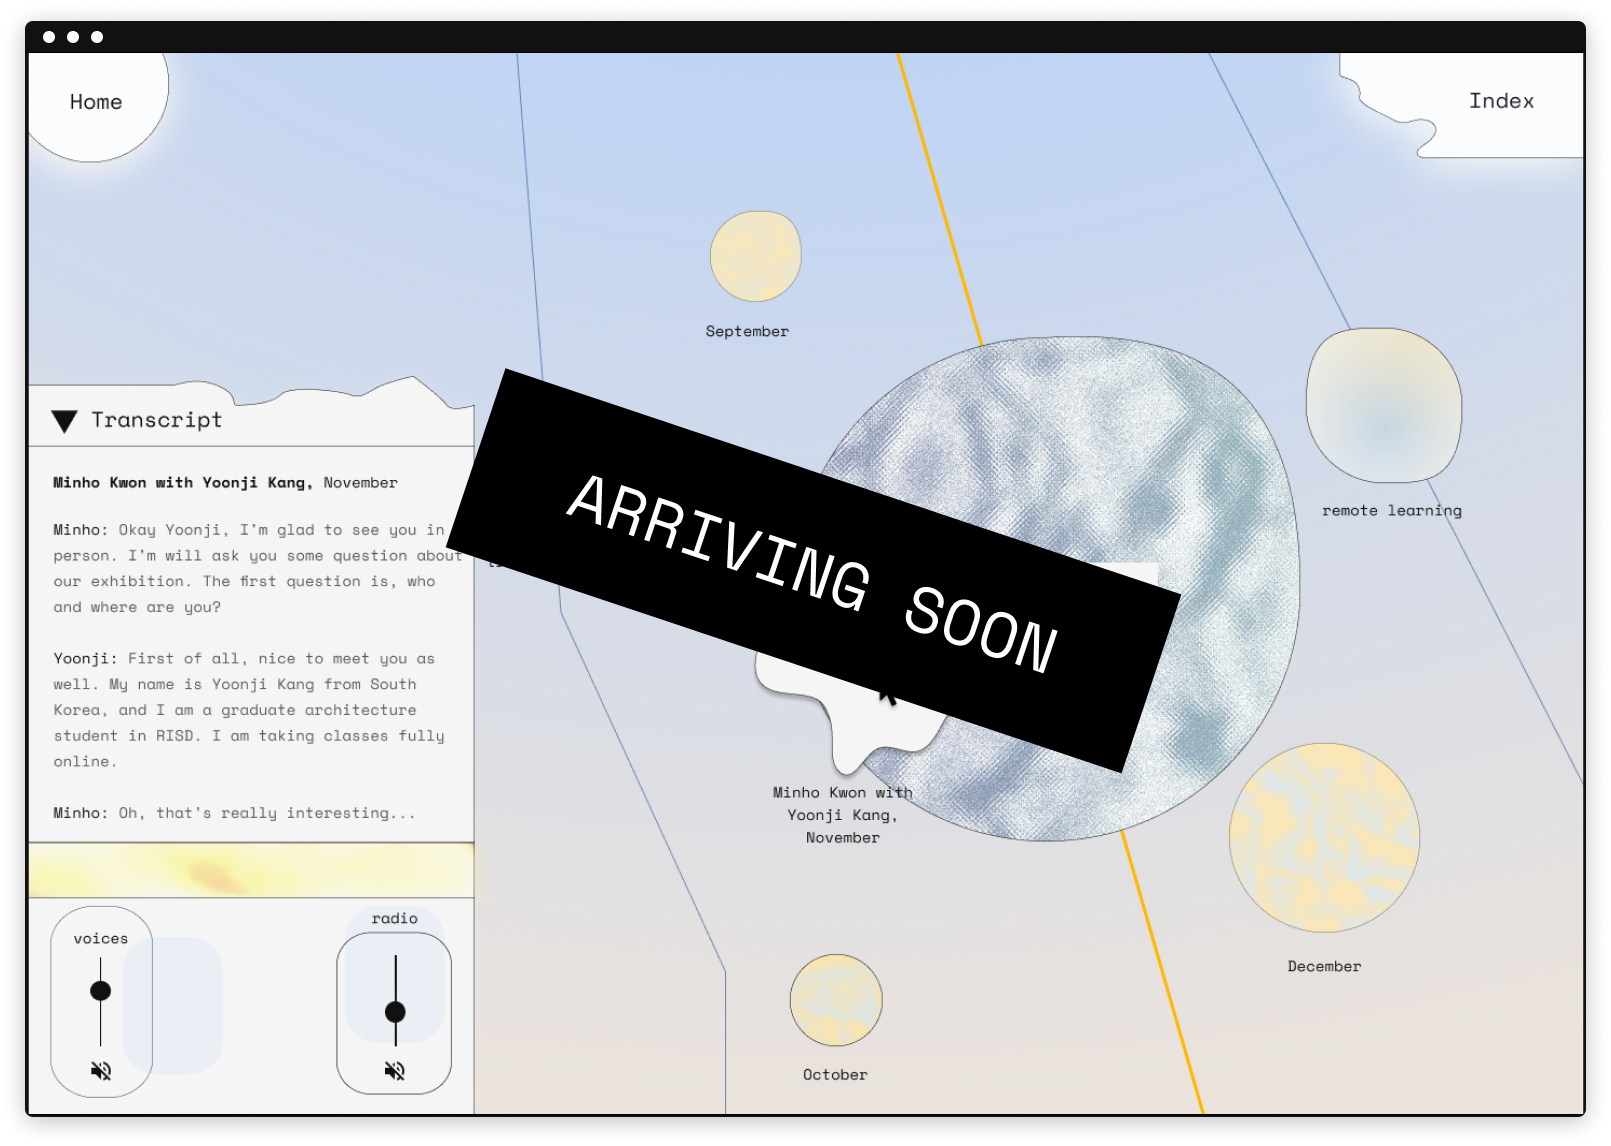 Home
Index
September
Transcript
Minho Kwon with Yoonji Kang, November
Minho: Okay Yoonji, I'm glad to see you in
person. I'm will ask you some question about
our exhibition. The first question is, who
and where are you?
Yoonji: First of all, nice to meet you as
well. My name is Yoonji Kang from South
Korea, and I am a graduate architecture
student in RISD. I am taking classes fully
online.
Minho: Oh, that's really interesting...
ARRIVING SOON
remote learning
Minho Kwon with
Yoonji Kang,
November
December
October
voices
radio